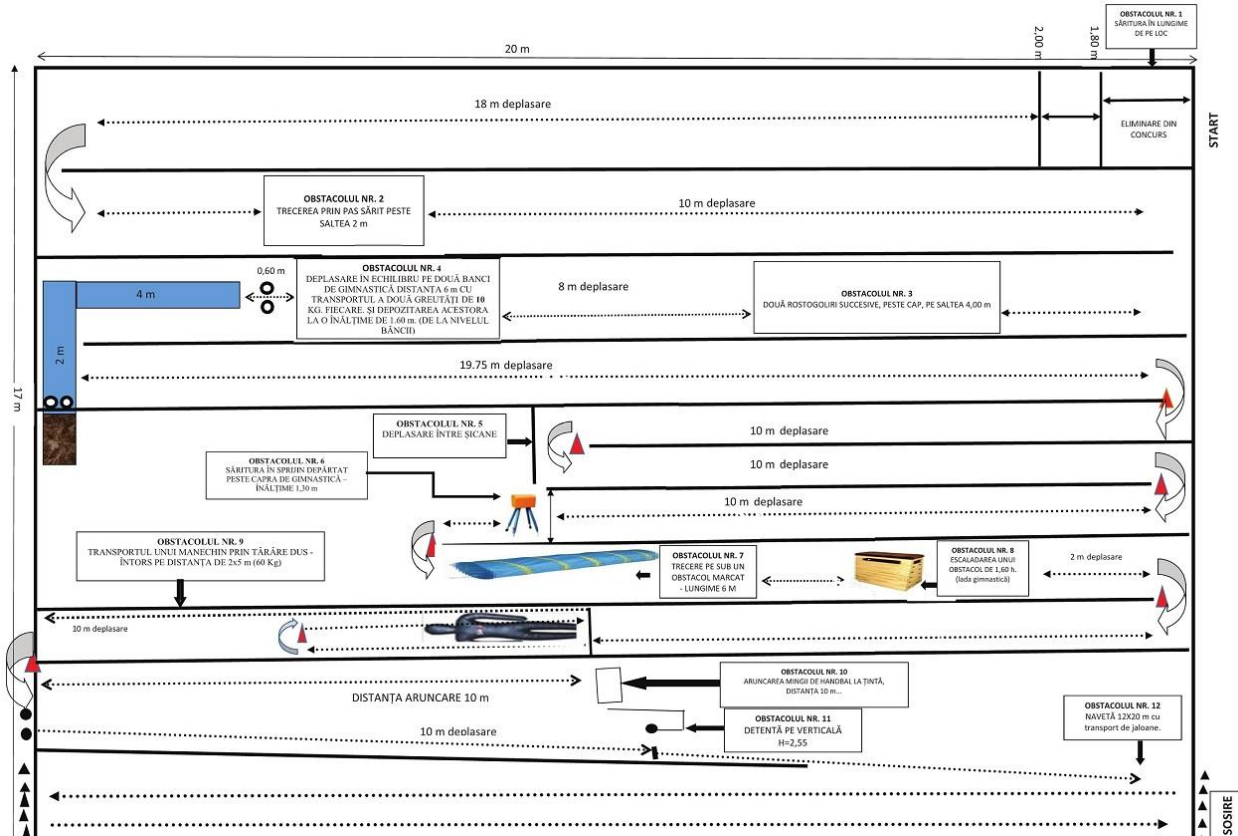 OBSTACOLUL NR. 1
SĂRITURA ÎN LUNGIME
DE PE LOC
20 m
2,00 m
1,80 m
18 m deplasare
ELIMINARE DIN
CONCURS
START
OBSTACOLUL NR. 2
TRECEREA PRIN PAS SĂRIT PESTE
SALTEA 2 m
10 m deplasare
4 m
0,60 m
OBSTACOLUL NR. 4
DEPLASARE ÎN ECHILIBRU PE DOUĂ BANCI
DE GIMNASTICĂ DISTANȚA 6 m CU
TRANSPORTUL A DOUĂ GREUTĂȚI DE 10
KG. FIECARE. ȘI DEPOZITAREA ACESTORA
LA O ÎNĂLȚIME DE 1.60 m. (DE LA NIVELUL
BĂNCII)
8 m deplasare
OBSTACOLUL NR. 3
DOUĂ ROSTOGOLIRI SUCCESIVE, PESTE CAP, PE SALTEA 4,00 m
2 m
19.75 m deplasare
17 m
OBSTACOLUL NR. 5
DEPLASARE ÎNTRE ȘICANE
10 m deplasare
OBSTACOLUL NR. 6
SĂRITURA ÎN SPRIJIN DEPĂRTAT
PESTE CAPRA DE GIMNASTICĂ –
ÎNĂLȚIME 1,30 m
10 m deplasare
10 m deplasare
OBSTACOLUL NR. 9
TRANSPORTUL UNUI MANECHIN PRIN TÂRÂRE DUS -
ÎNTORS PE DISTANȚA DE 2x5 m (60 Kg)
OBSTACOLUL NR. 7
TRECERE PE SUB UN
OBSTACOL MARCAT
- LUNGIME 6 M
OBSTACOLUL NR. 8
ESCALADAREA UNUI
OBSTACOL DE 1,60 h.
(lada gimnastică)
2 m deplasare
10 m deplasare
DISTANȚA ARUNCARE 10 m
OBSTACOLUL NR. 10
ARUNCAREA MINGII DE HANDBAL LA ȚINTĂ,
DISTANȚA 10 m...
10 m deplasare
OBSTACOLUL NR. 11
DETENTĂ PE VERTICALĂ
H=2,55
OBSTACOLUL NR. 12
NAVETĂ 12X20 m cu
transport de jaloane.
SOSIRE